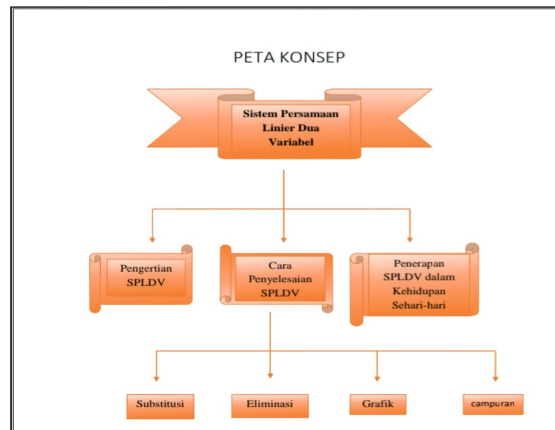 PETA KONSEP
Sistem Persamaan
Linier Dua
Variabel
Pengertian
SPLDV
Cara
Penyelesaian
SPLDV
Penerapan
SPLDV dalam
Kehidupan
Sehari-hari
Substitusi
Eliminasi
Grafik
campuran